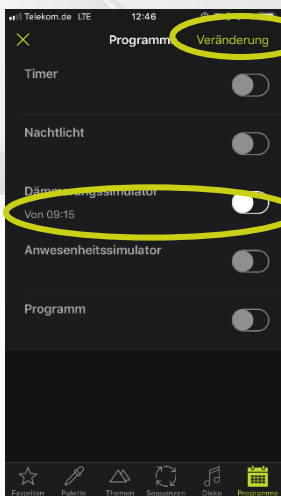 Telekom.de LTE 12:46
Programm Veränderung
Timer
Nachtlicht
Dämmerungssimulator
Von 09:15
Anwesenheitssimulator
Programm
Favoriten Palette Themen Sequenzen Disko Programme